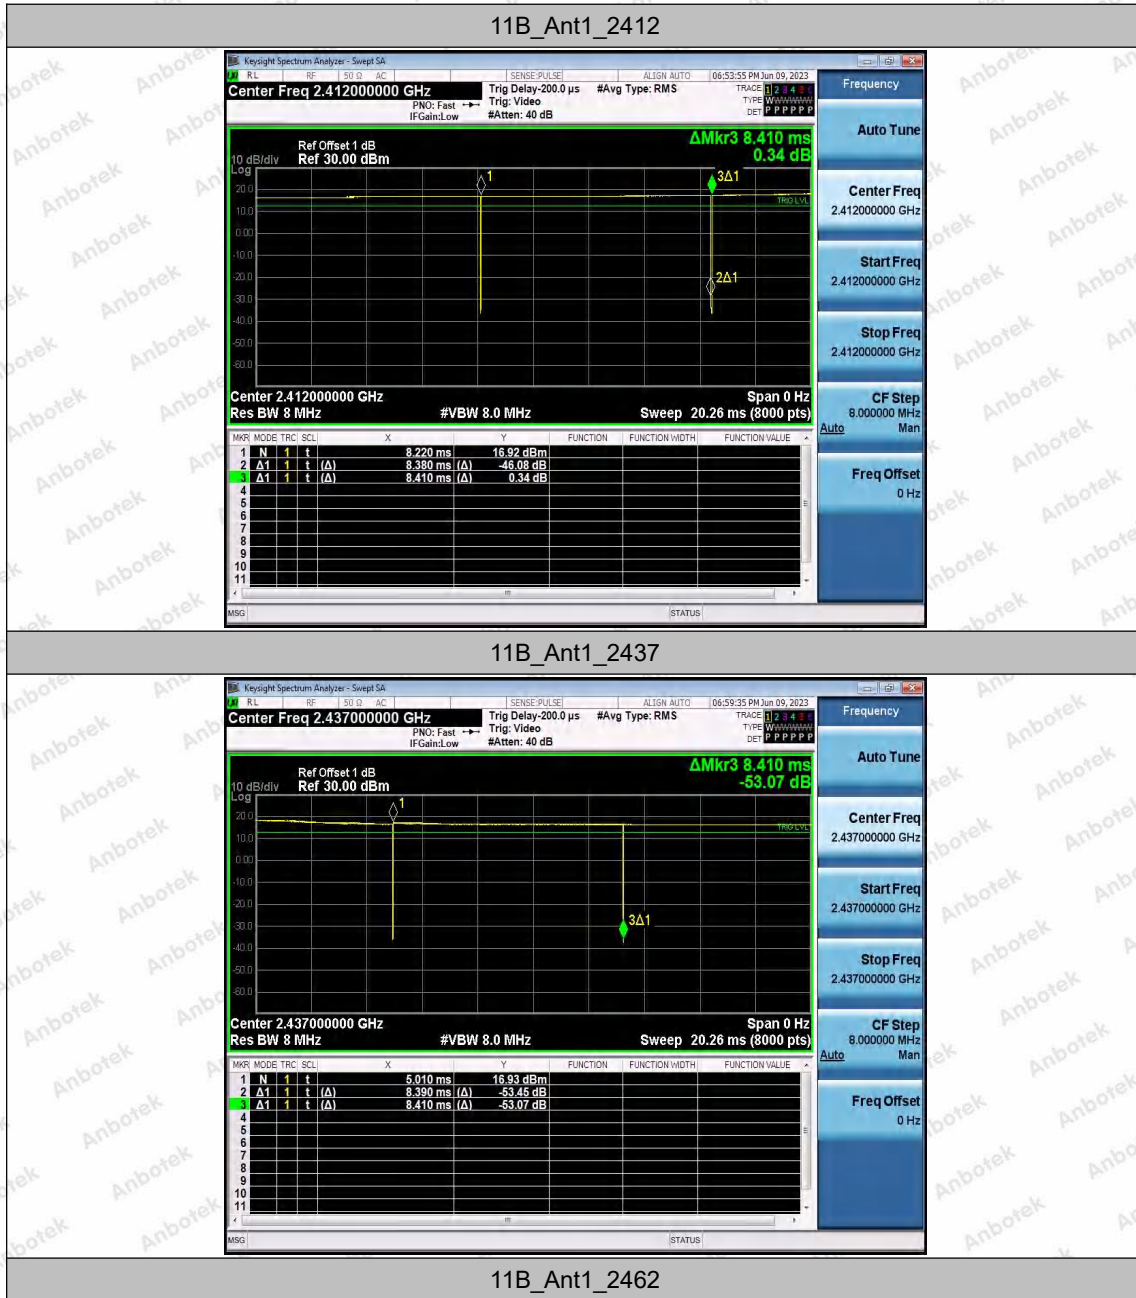 11B_Ant1_2412
Keysight Spectrum Analyzer - Swept SA
RL RF 50 Ω AC SENSE:PULSE ALIGN AUTO 06:53:55 PM Jun 09, 2023
Center Freq 2.412000000 GHz Trig Delay-200.0 µs #Avg Type: RMS TRACE 1 2 3 4 5 6
PNO: Fast Trig: Video TYPE WWWWWW
IFGain:Low #Atten: 40 dB DET P P P P P P
Frequency
ΔMkr3 8.410 ms
0.34 dB
Ref Offset 1 dB
10 dB/div Ref 30.00 dBm
Log
20.0
10.0
0.00
-10.0
-20.0
-30.0
-40.0
-50.0
-60.0
1
3Δ1
TRIG LVL
2Δ1
Center 2.412000000 GHz Span 0 Hz
Res BW 8 MHz #VBW 8.0 MHz Sweep 20.26 ms (8000 pts)
MKR MODE TRC SCL X Y FUNCTION FUNCTION WIDTH FUNCTION VALUE
1 N 1 t 8.220 ms 16.92 dBm
2 Δ1 1 t (Δ) 8.380 ms (Δ) -46.08 dB
3 Δ1 1 t (Δ) 8.410 ms (Δ) 0.34 dB
4
5
6
7
8
9
10
11
MSG STATUS
Auto Tune
Center Freq
2.412000000 GHz
Start Freq
2.412000000 GHz
Stop Freq
2.412000000 GHz
CF Step
8.000000 MHz
Auto Man
Freq Offset
0 Hz
11B_Ant1_2437
Keysight Spectrum Analyzer - Swept SA
RL RF 50 Ω AC SENSE:PULSE ALIGN AUTO 06:59:35 PM Jun 09, 2023
Center Freq 2.437000000 GHz Trig Delay-200.0 µs #Avg Type: RMS TRACE 1 2 3 4 5 6
PNO: Fast Trig: Video TYPE WWWWWW
IFGain:Low #Atten: 40 dB DET P P P P P P
Frequency
ΔMkr3 8.410 ms
-53.07 dB
Ref Offset 1 dB
10 dB/div Ref 30.00 dBm
Log
20.0
10.0
0.00
-10.0
-20.0
-30.0
-40.0
-50.0
-60.0
1
TRIG LVL
3Δ1
Center 2.437000000 GHz Span 0 Hz
Res BW 8 MHz #VBW 8.0 MHz Sweep 20.26 ms (8000 pts)
MKR MODE TRC SCL X Y FUNCTION FUNCTION WIDTH FUNCTION VALUE
1 N 1 t 5.010 ms 16.93 dBm
2 Δ1 1 t (Δ) 8.390 ms (Δ) -53.45 dB
3 Δ1 1 t (Δ) 8.410 ms (Δ) -53.07 dB
4
5
6
7
8
9
10
11
MSG STATUS
Auto Tune
Center Freq
2.437000000 GHz
Start Freq
2.437000000 GHz
Stop Freq
2.437000000 GHz
CF Step
8.000000 MHz
Auto Man
Freq Offset
0 Hz
11B_Ant1_2462
Anbotek